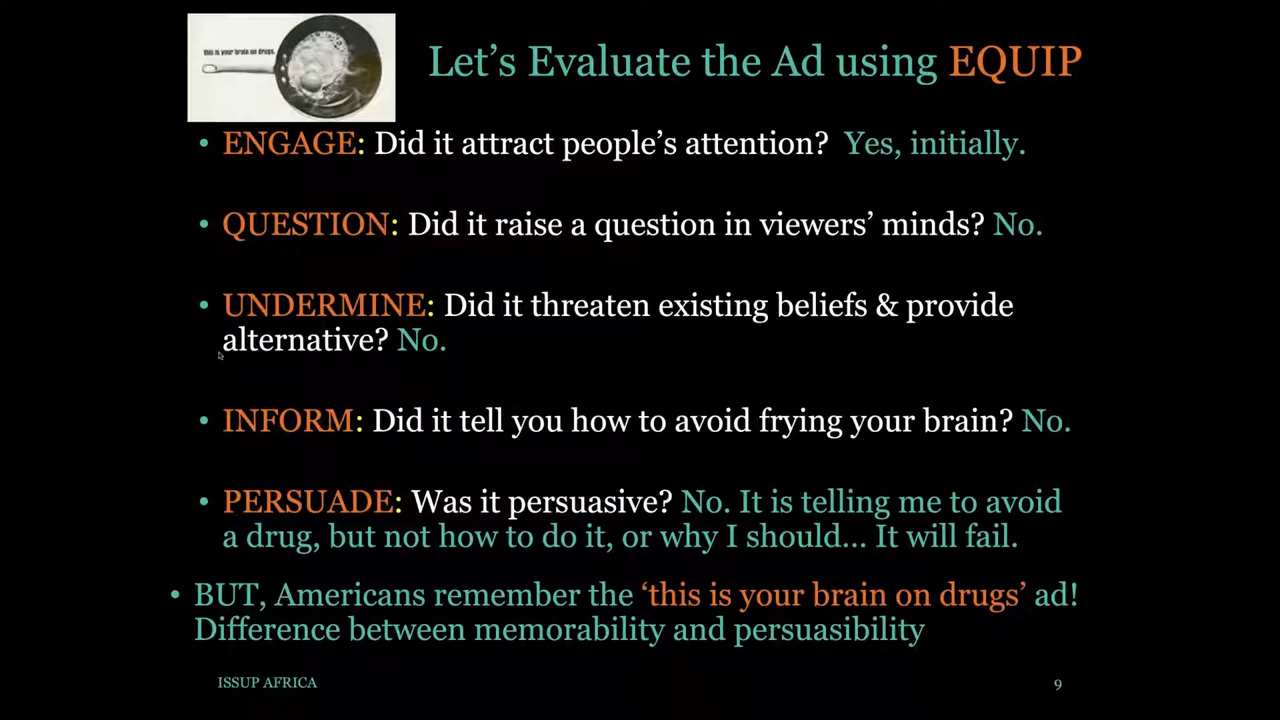 this is your brain on drugs.
Let’s Evaluate the Ad using EQUIP
• ENGAGE: Did it attract people’s attention? Yes, initially.
• QUESTION: Did it raise a question in viewers’ minds? No.
• UNDERMINE: Did it threaten existing beliefs & provide
alternative? No.
• INFORM: Did it tell you how to avoid frying your brain? No.
• PERSUADE: Was it persuasive? No. It is telling me to avoid
a drug, but not how to do it, or why I should... It will fail.
• BUT, Americans remember the ‘this is your brain on drugs’ ad!
Difference between memorability and persuasibility
ISSUP AFRICA
9